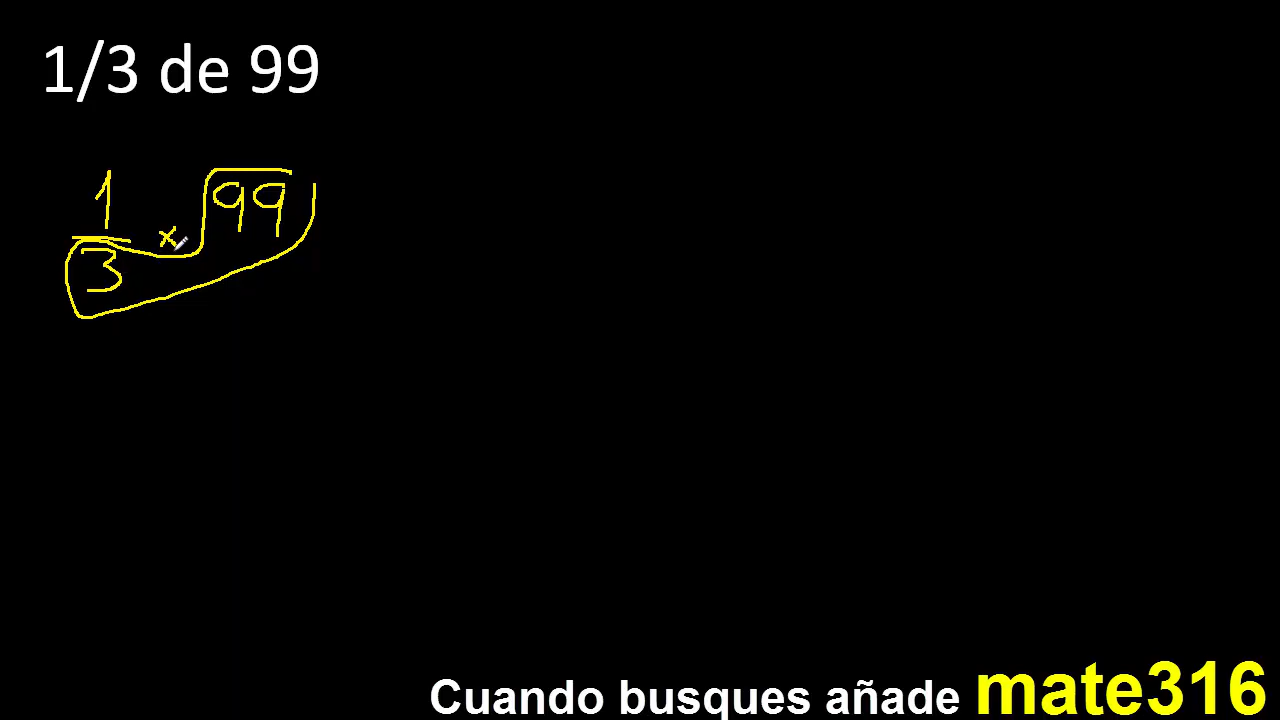 1/3 de 99
1
× 99
3
Cuando busques añade mate316